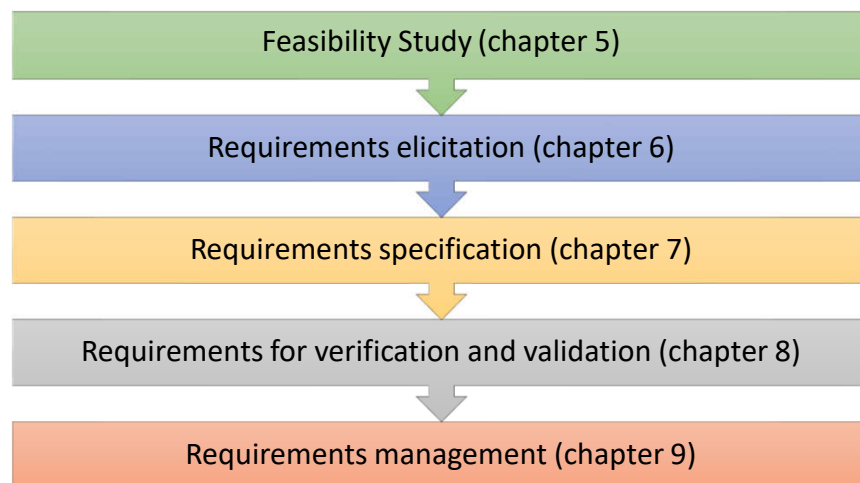 Feasibility Study (chapter 5)
Requirements elicitation (chapter 6)
Requirements specification (chapter 7)
Requirements for verification and validation (chapter 8)
Requirements management (chapter 9)